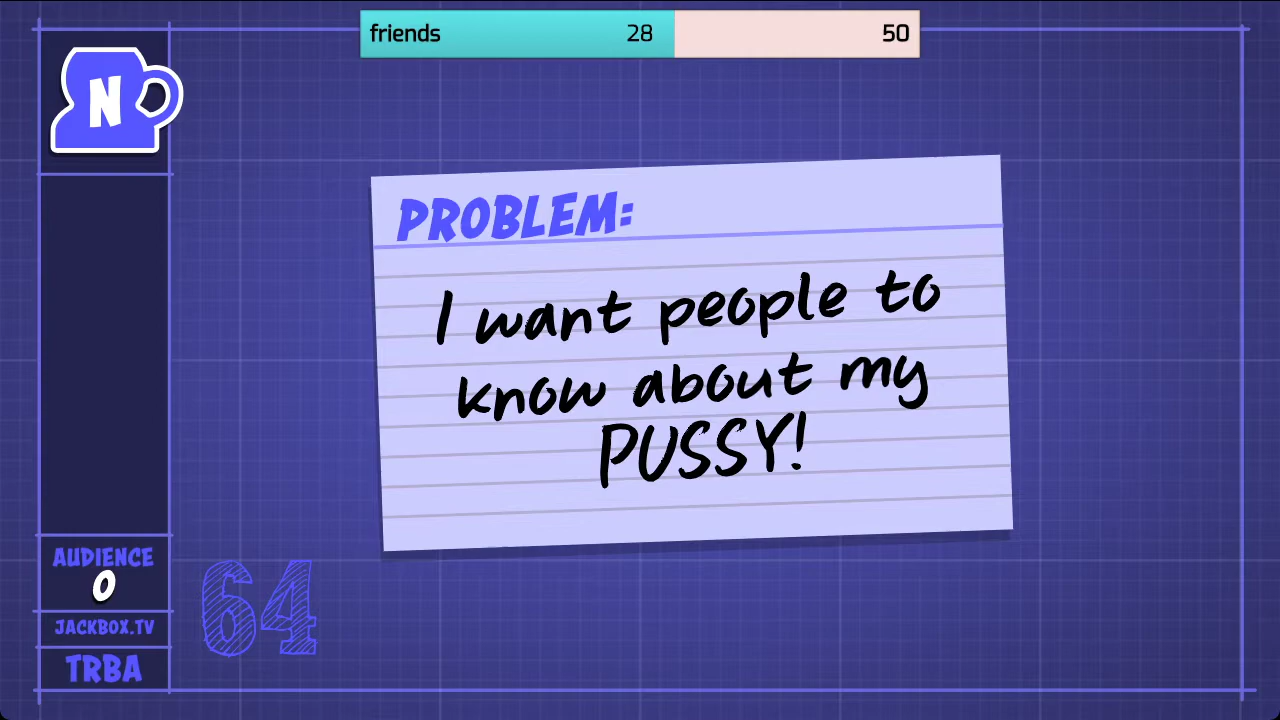 friends 28 50
N
PROBLEM:
I want people to
know about my
PUSSY!
AUDIENCE
0
JACKBOX.TV
TRBA
64